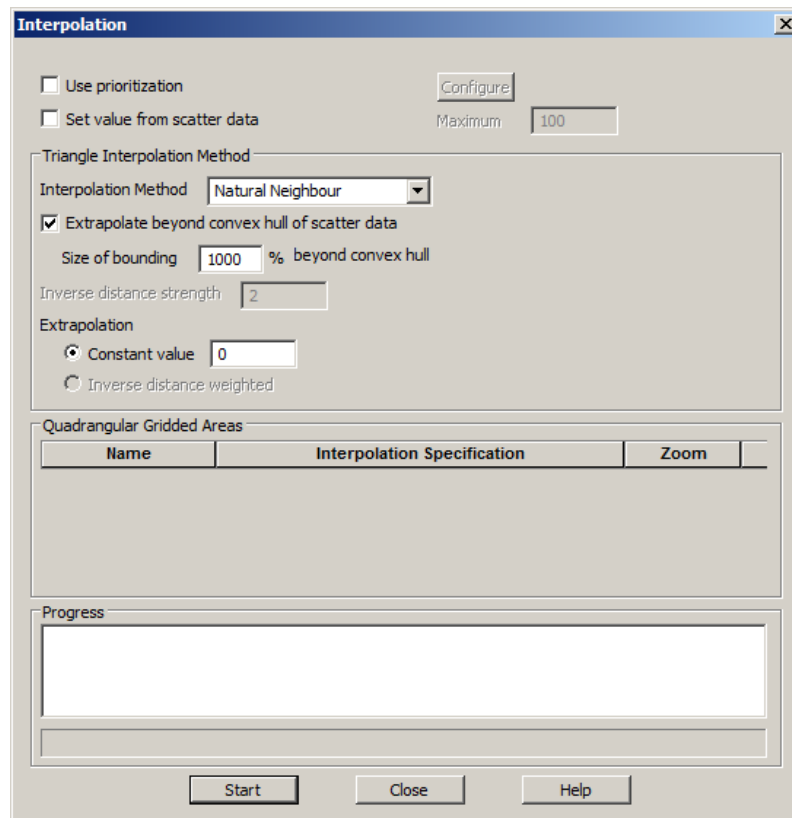 Interpolation
Use prioritization Configure
Set value from scatter data Maximum 100
Triangle Interpolation Method
Interpolation Method Natural Neighbour
Extrapolate beyond convex hull of scatter data
Size of bounding 1000 % beyond convex hull
Inverse distance strength 2
Extrapolation
Constant value 0
Inverse distance weighted
Quadrangular Gridded Areas
Name Interpolation Specification Zoom
Progress
Start Close Help